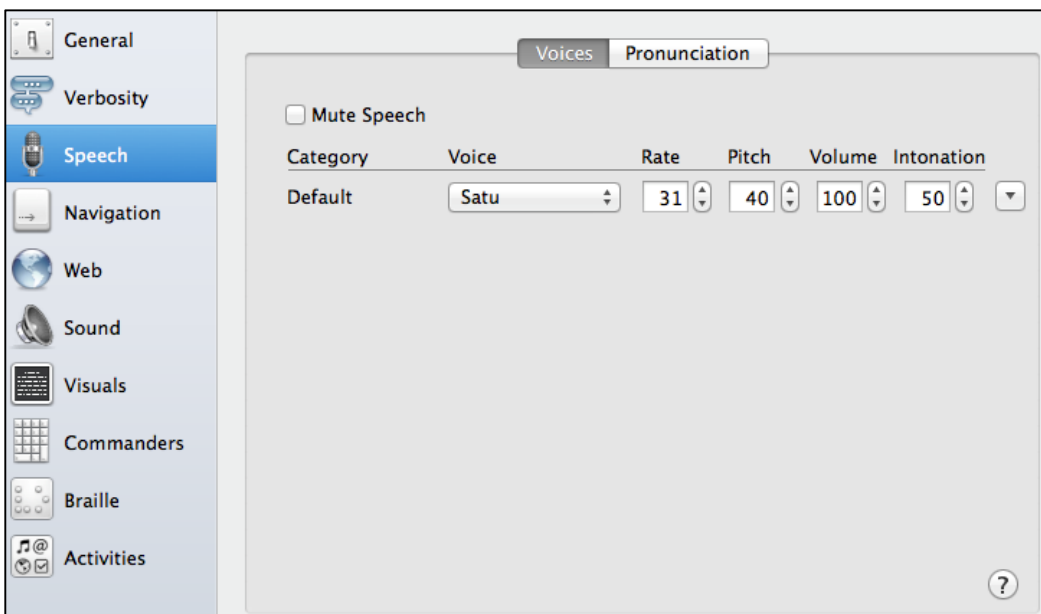 General
Verbosity
Speech
Navigation
Web
Sound
Visuals
Commanders
Braille
Activities
Voices Pronunciation
Mute Speech
Category Voice Rate Pitch Volume Intonation
Default Satu 31 40 100 50
?